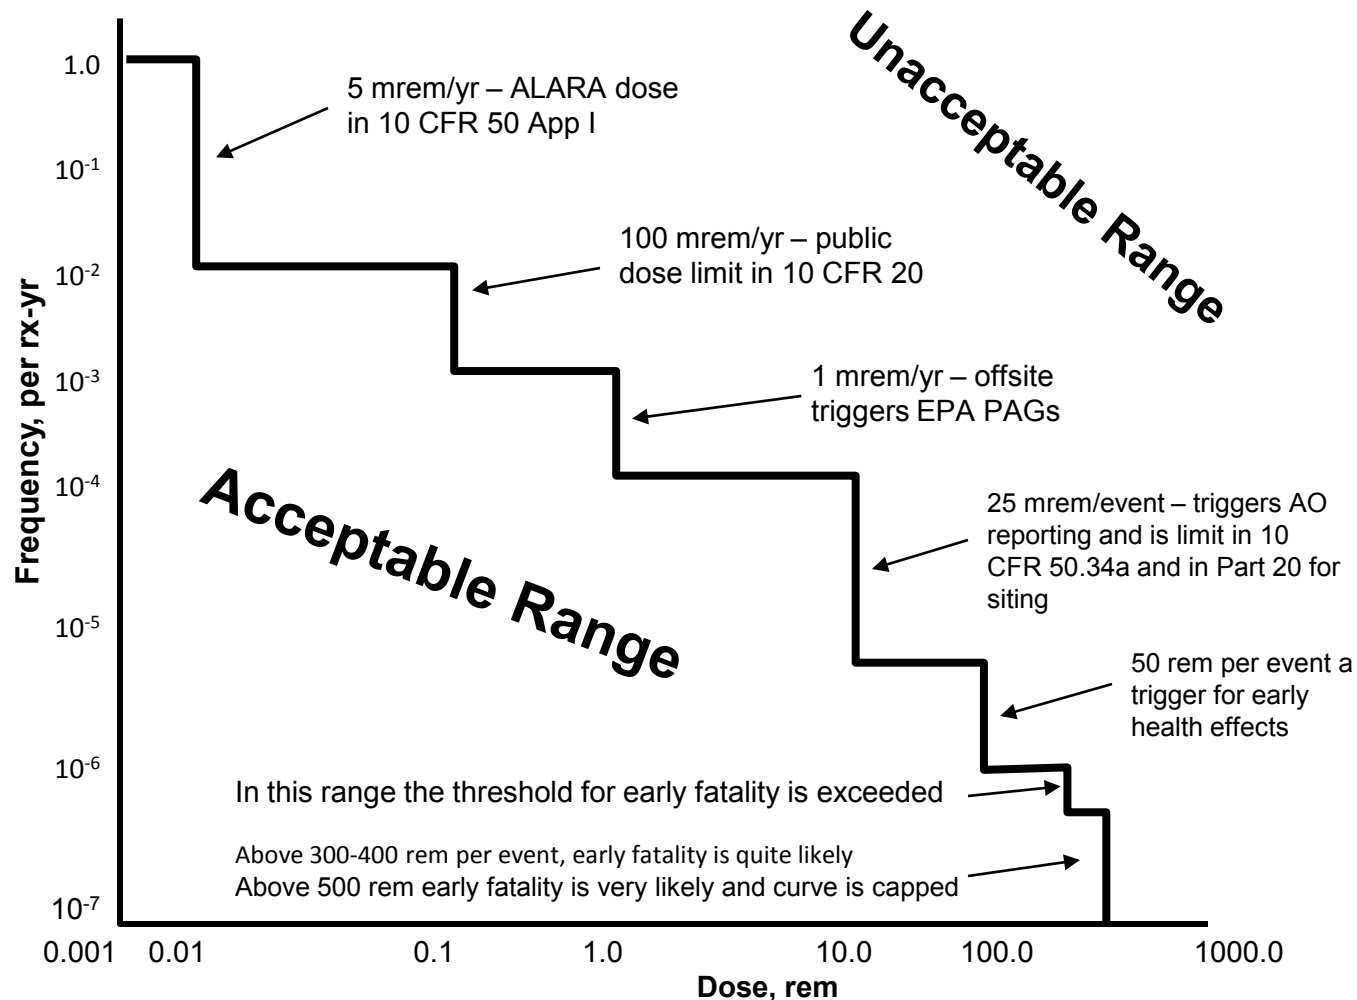 Unacceptable Range
1.0
5 mrem/yr – ALARA dose
in 10 CFR 50 App I
10⁻¹
100 mrem/yr – public
dose limit in 10 CFR 20
10⁻²
1 mrem/yr – offsite
triggers EPA PAGs
10⁻³
Frequency, per rx-yr
Acceptable Range
10⁻⁴
25 mrem/event – triggers AO
reporting and is limit in 10
CFR 50.34a and in Part 20 for
siting
10⁻⁵
50 rem per event a
trigger for early
health effects
10⁻⁶
In this range the threshold for early fatality is exceeded
Above 300-400 rem per event, early fatality is quite likely
Above 500 rem early fatality is very likely and curve is capped
10⁻⁷
0.001 0.01 0.1 1.0 10.0 100.0 1000.0
Dose, rem